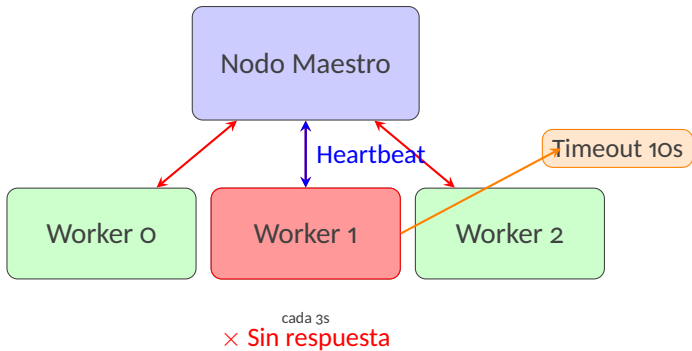 Nodo Maestro
Heartbeat
Timeout 10s
Worker 0
Worker 1
Worker 2
cada 3s
× Sin respuesta